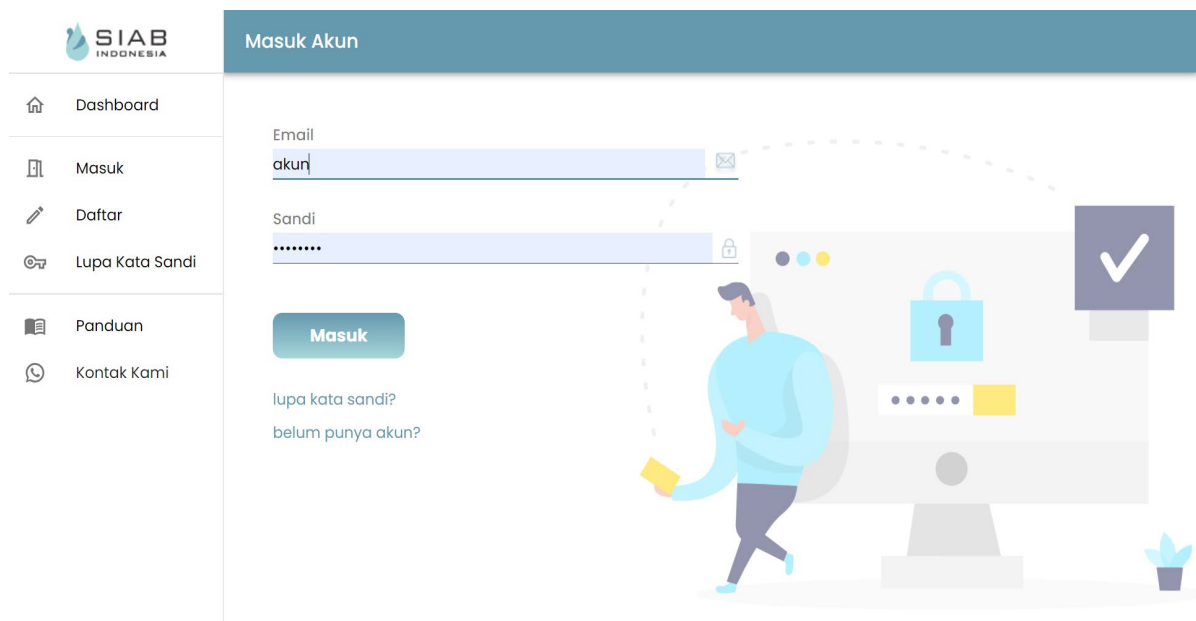 SIAB
INDONESIA
Masuk Akun
Dashboard
Masuk
Daftar
Lupa Kata Sandi
Panduan
Kontak Kami
Email
akun
Sandi
••••••••
Masuk
lupa kata sandi?
belum punya akun?